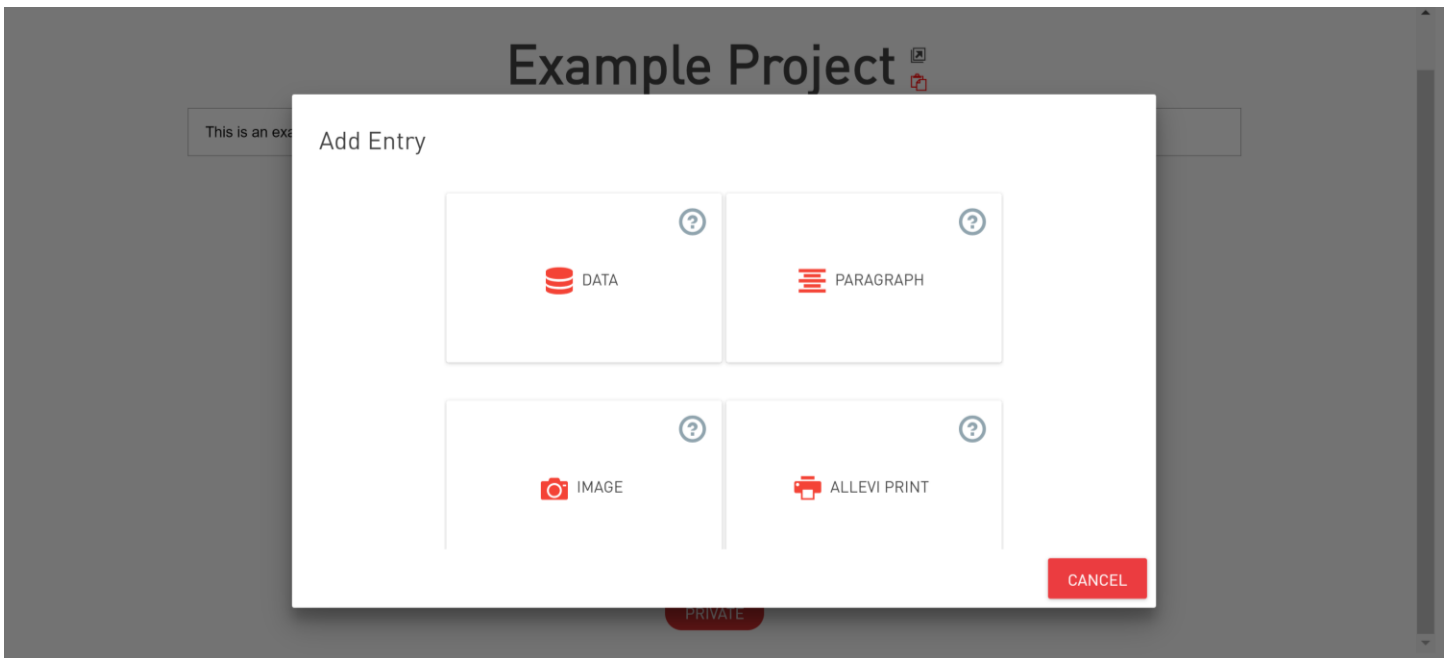 Example Project
This is an exa
Add Entry
DATA
PARAGRAPH
IMAGE
ALLEVI PRINT
CANCEL
PRIVATE